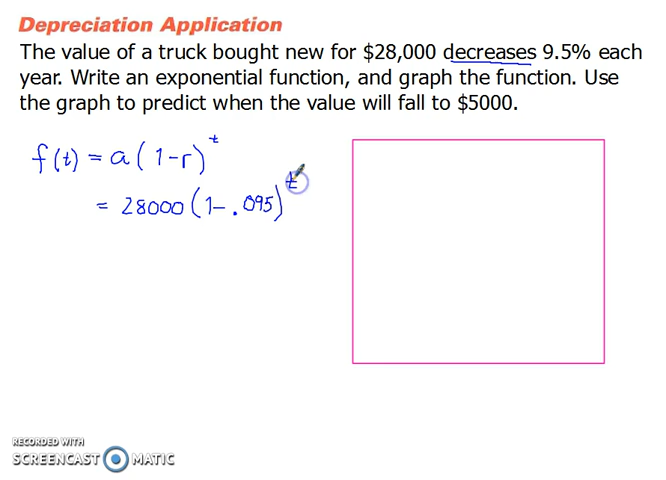 Depreciation Application
The value of a truck bought new for $28,000 decreases 9.5% each
year. Write an exponential function, and graph the function. Use
the graph to predict when the value will fall to $5000.
f(t) = a(1-r)^t
= 28000(1-.095)^t
RECORDED WITH
SCREENCAST MATIC